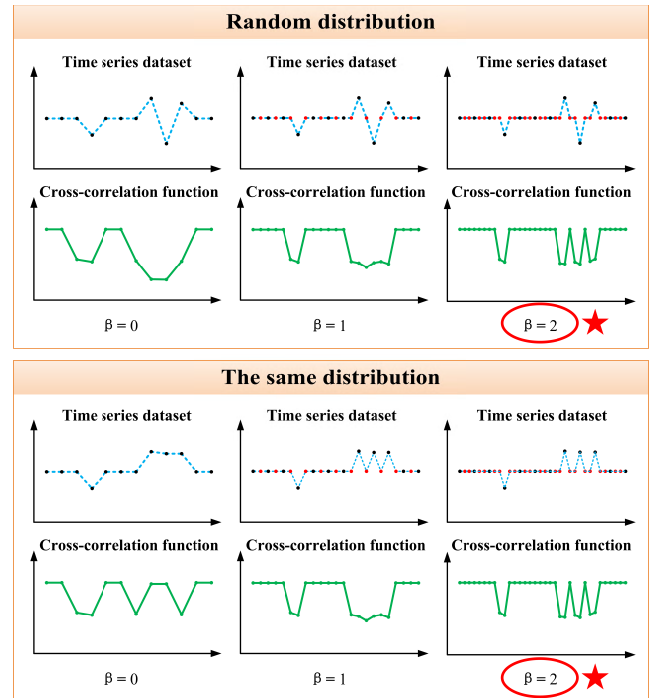 Random distribution
Time series dataset Time series dataset Time series dataset
Cross-correlation function Cross-correlation function Cross-correlation function
β = 0 β = 1 β = 2
The same distribution
Time series dataset Time series dataset Time series dataset
Cross-correlation function Cross-correlation function Cross-correlation function
β = 0 β = 1 β = 2